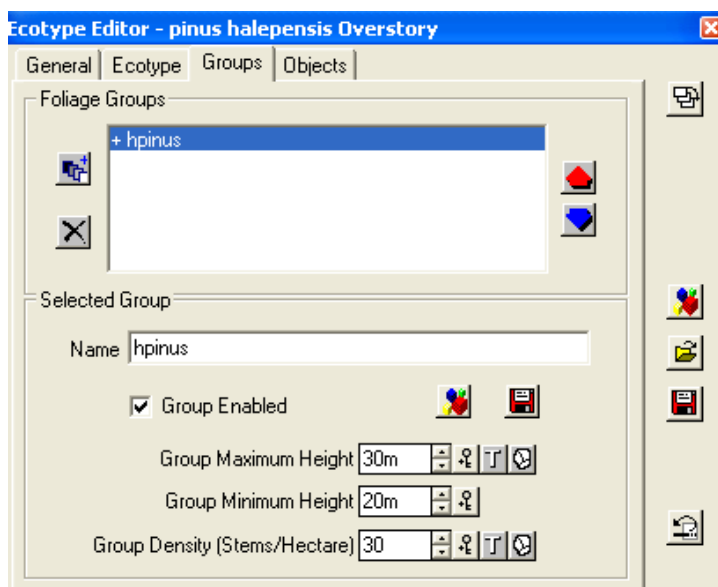 Ecotype Editor - pinus halepensis Overstory
General Ecotype Groups Objects
Foliage Groups
+ hpinus
Selected Group
Name hpinus
Group Enabled
Group Maximum Height 30m
Group Minimum Height 20m
Group Density (Stems/Hectare) 30